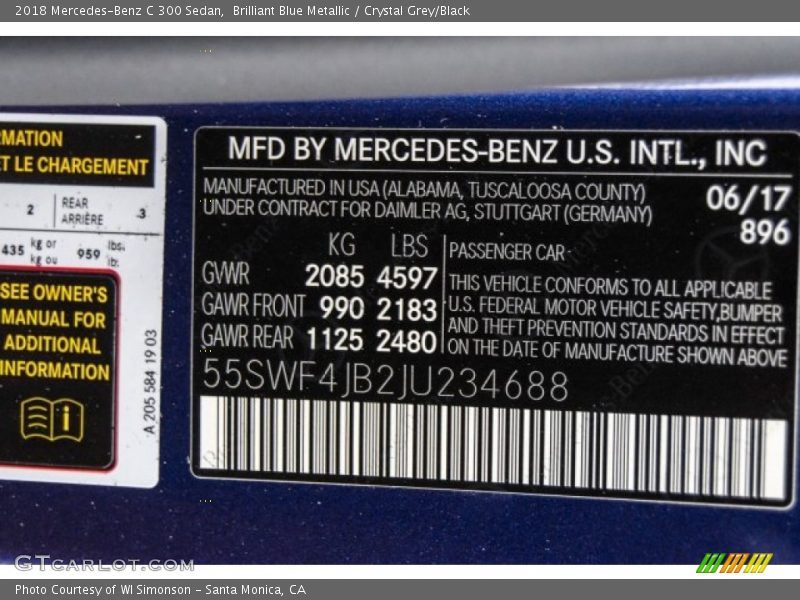 2018 Mercedes-Benz C 300 Sedan,  Brilliant Blue Metallic / Crystal Grey/Black
ET LE CHARGEMENT
2 REAR ARRIÈRE 3
435 kg or kg ou 959 lbs. lb.
SEE OWNER'S
MANUAL FOR
ADDITIONAL
INFORMATION
A 205 584 19 03
MFD BY MERCEDES-BENZ U.S. INTL., INC
MANUFACTURED IN USA (ALABAMA, TUSCALOOSA COUNTY) 06/17
UNDER CONTRACT FOR DAIMLER AG, STUTTGART (GERMANY) 896
KG LBS
GVWR 2085 4597
GAWR FRONT 990 2183
GAWR REAR 1125 2480
PASSENGER CAR
THIS VEHICLE CONFORMS TO ALL APPLICABLE
U.S. FEDERAL MOTOR VEHICLE SAFETY,BUMPER
AND THEFT PREVENTION STANDARDS IN EFFECT
ON THE DATE OF MANUFACTURE SHOWN ABOVE
55SWF4JB2JU234688
GTcarlot.com
Photo Courtesy of WI Simonson - Santa Monica, CA